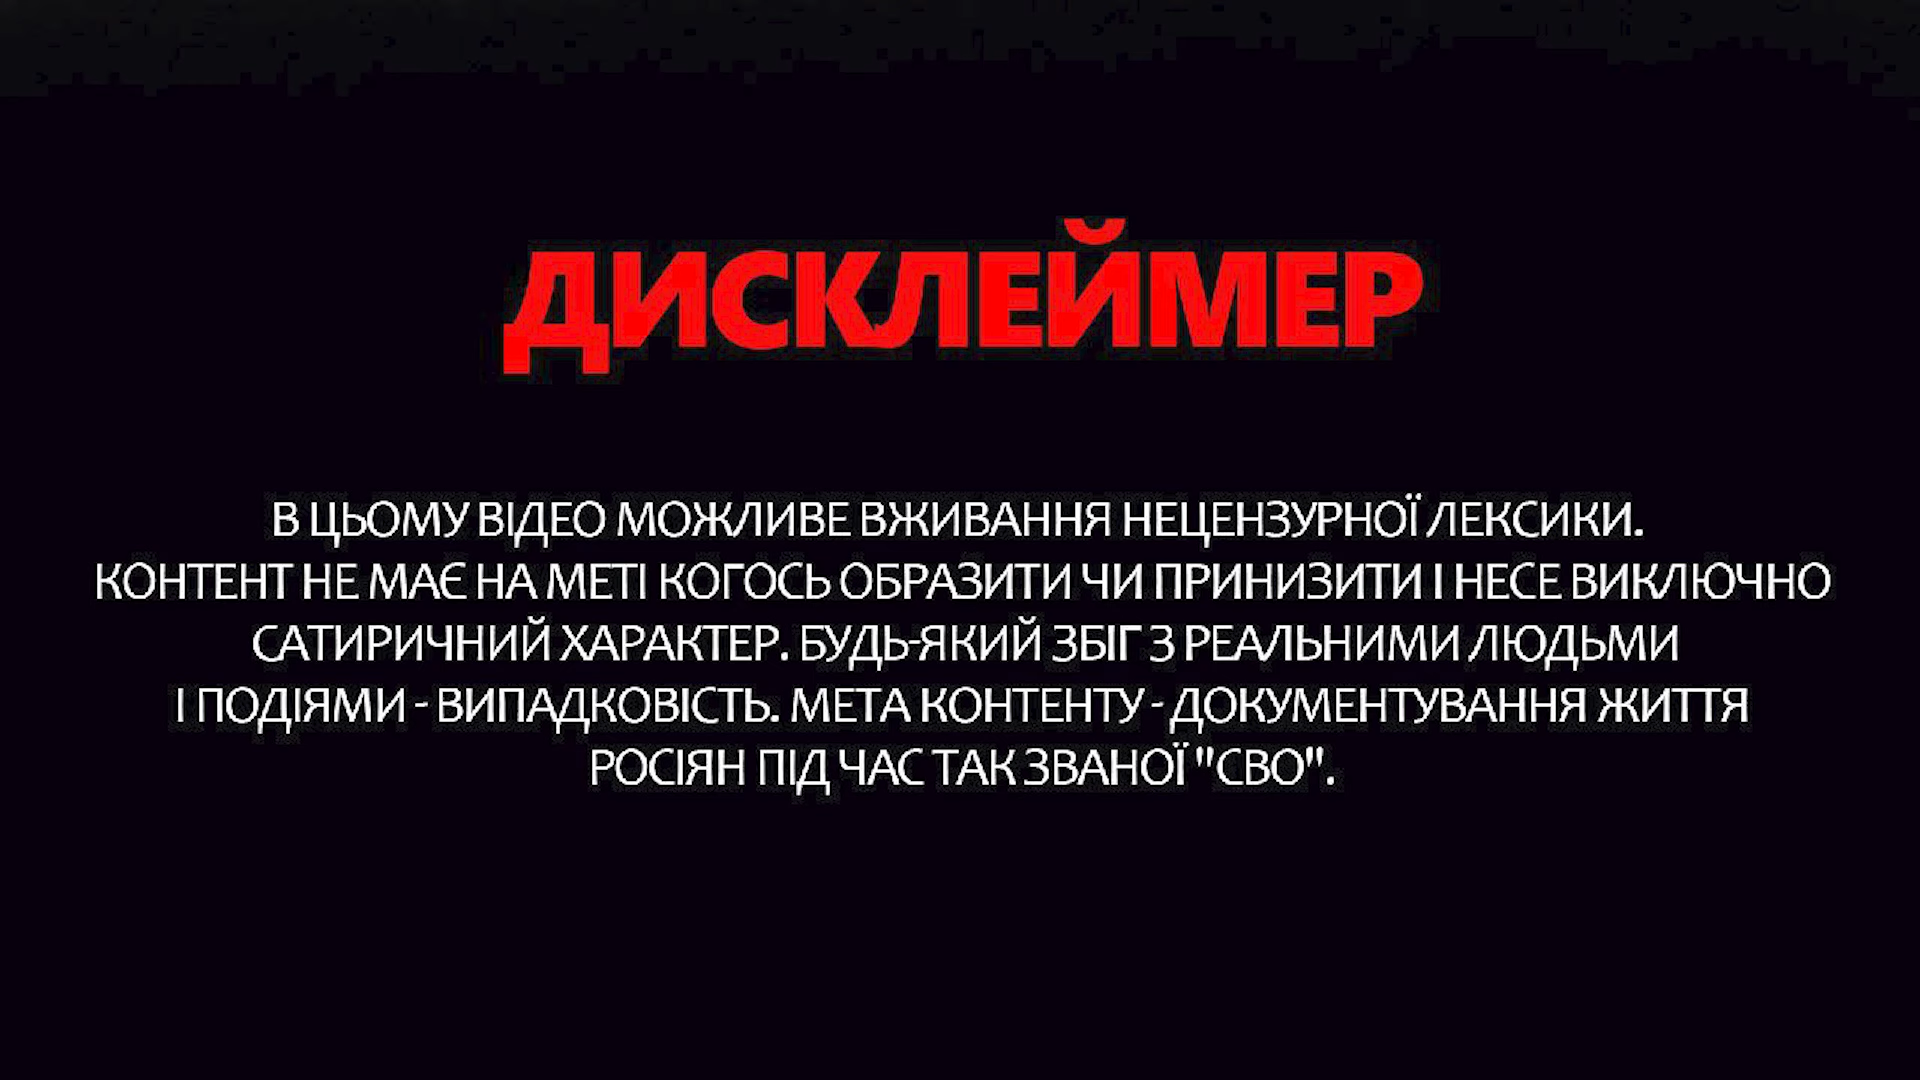 ДИСКЛЕЙМЕР
В ЦЬОМУ ВІДЕО МОЖЛИВЕ ВЖИВАННЯ НЕЦЕНЗУРНОЇ ЛЕКСИКИ.
КОНТЕНТ НЕ МАЄ НА МЕТІ КОГОСЬ ОБРАЗИТИ ЧИ ПРИНИЗИТИ І НЕСЕ ВИКЛЮЧНО
САТИРИЧНИЙ ХАРАКТЕР. БУДЬ-ЯКИЙ ЗБІГ З РЕАЛЬНИМИ ЛЮДЬМИ
І ПОДІЯМИ - ВИПАДКОВІСТЬ. МЕТА КОНТЕНТУ - ДОКУМЕНТУВАННЯ ЖИТТЯ
РОСІЯН ПІД ЧАС ТАК ЗВАНОЇ "СВО".